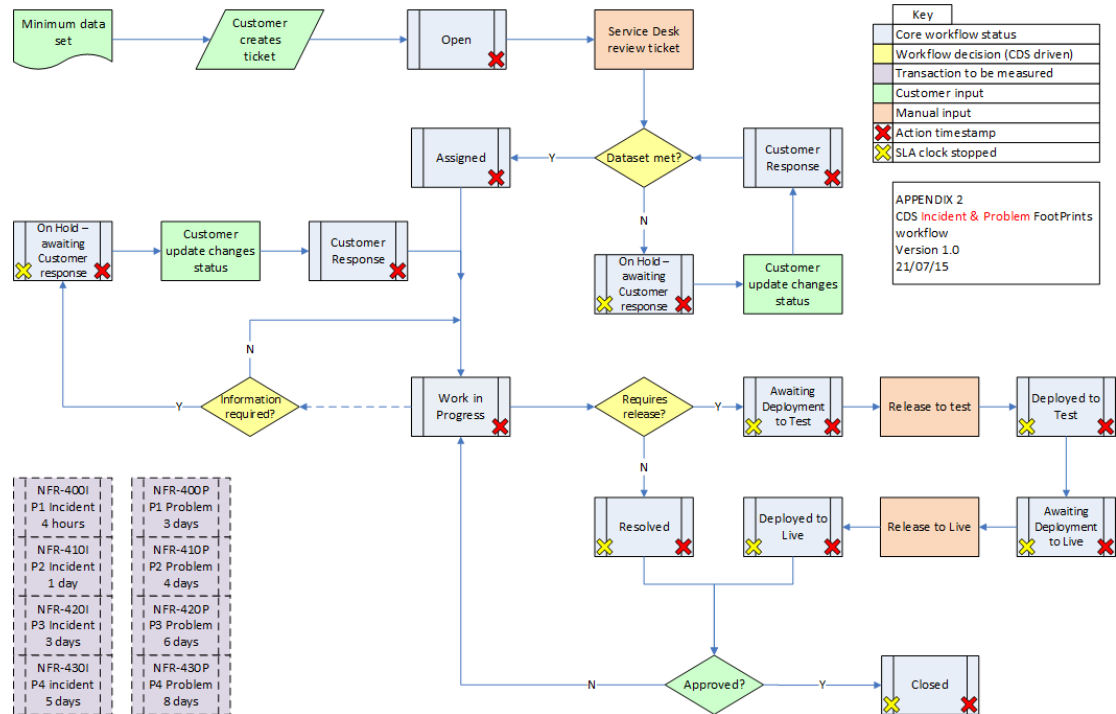 Minimum data
set
Customer
creates
ticket
Open
Service Desk
review ticket
Key
Core workflow status
Workflow decision (CDS driven)
Transaction to be measured
Customer input
Manual input
Action timestamp
SLA clock stopped
Assigned
Y
Dataset met?
Customer
Response
N
APPENDIX 2
CDS Incident & Problem FootPrints
workflow
Version 1.0
21/07/15
On Hold –
awaiting
Customer
response
Customer
update changes
status
Customer
Response
On Hold –
awaiting
Customer
response
Customer
update changes
status
N
Y
Information
required?
Work in
Progress
Requires
release?
Y
Awaiting
Deployment
to Test
Release to test
Deployed to
Test
N
Resolved
Deployed to
Live
Release to Live
Awaiting
Deployment
to Live
NFR-400I
P1 Incident
4 hours
NFR-400P
P1 Problem
3 days
NFR-410I
P2 Incident
1 day
NFR-410P
P2 Problem
4 days
NFR-420I
P3 Incident
3 days
NFR-420P
P3 Problem
6 days
NFR-430I
P4 incident
5 days
NFR-430P
P4 Problem
8 days
N
Approved?
Y
Closed